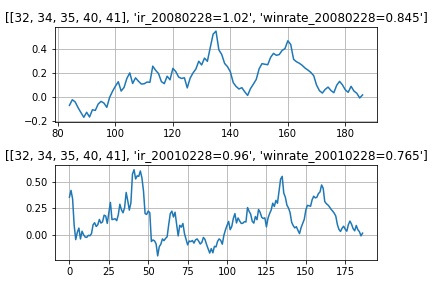 [[32, 34, 35, 40, 41], 'ir_20080228=1.02', 'winrate_20080228=0.845']
0.4
0.2
0.0
−0.2
80 100 120 140 160 180
[[32, 34, 35, 40, 41], 'ir_20010228=0.96', 'winrate_20010228=0.765']
0.50
0.25
0.00
0 25 50 75 100 125 150 175